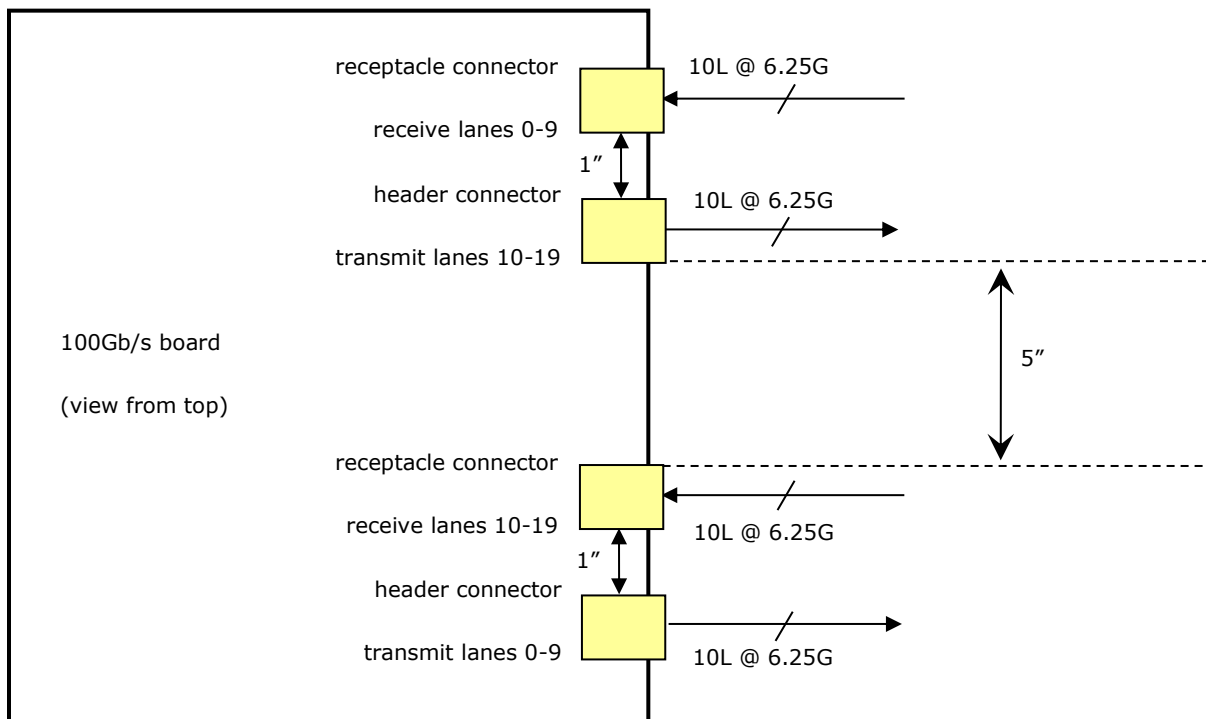 receptacle connector
10L @ 6.25G
receive lanes 0-9
1”
header connector
10L @ 6.25G
transmit lanes 10-19
100Gb/s board
5”
(view from top)
receptacle connector
receive lanes 10-19
10L @ 6.25G
1”
header connector
transmit lanes 0-9
10L @ 6.25G